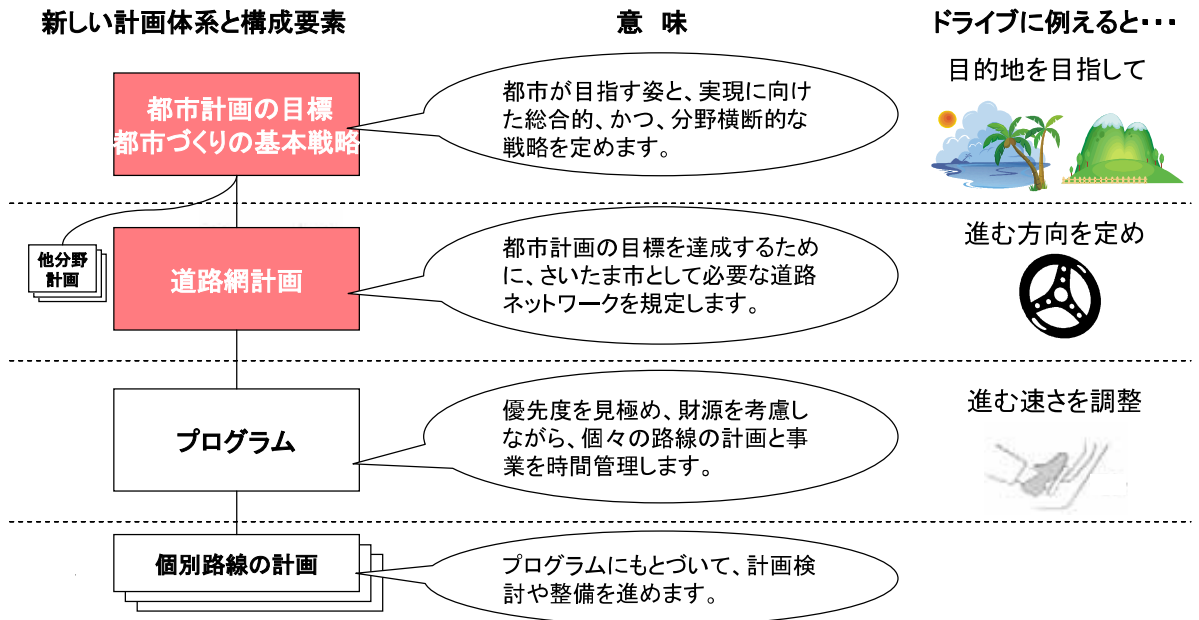 新しい計画体系と構成要素
意 味
ドライブに例えると・・・
都市計画の目標
都市づくりの基本戦略
都市が目指す姿と、実現に向け
た総合的、かつ、分野横断的な
戦略を定めます。
目的地を目指して
他分野
計画
道路網計画
都市計画の目標を達成するため
に、さいたま市として必要な道路
ネットワークを規定します。
進む方向を定め
プログラム
優先度を見極め、財源を考慮し
ながら、個々の路線の計画と事
業を時間管理します。
進む速さを調整
個別路線の計画
プログラムにもとづいて、計画検
討や整備を進めます。